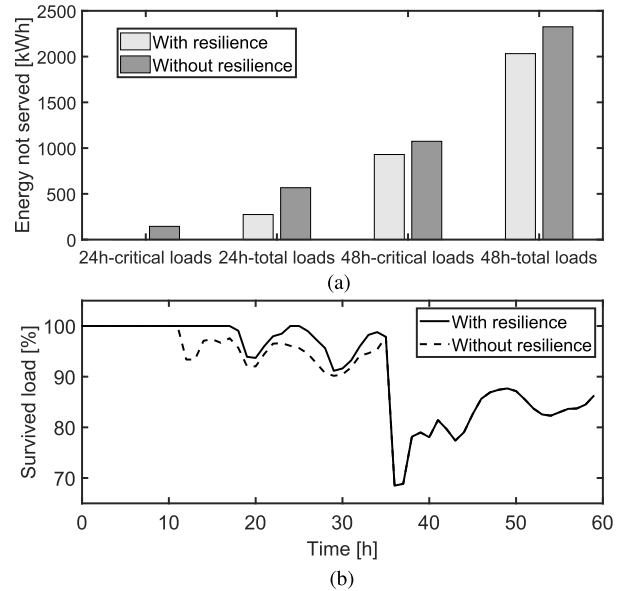 Energy not served [kWh]
2500
2000
1500
1000
500
0
With resilience
Without resilience
24h-critical loads 24h-total loads 48h-critical loads 48h-total loads
(a)
Survived load [%]
100
90
80
70
With resilience
Without resilience
0 10 20 30 40 50 60
Time [h]
(b)